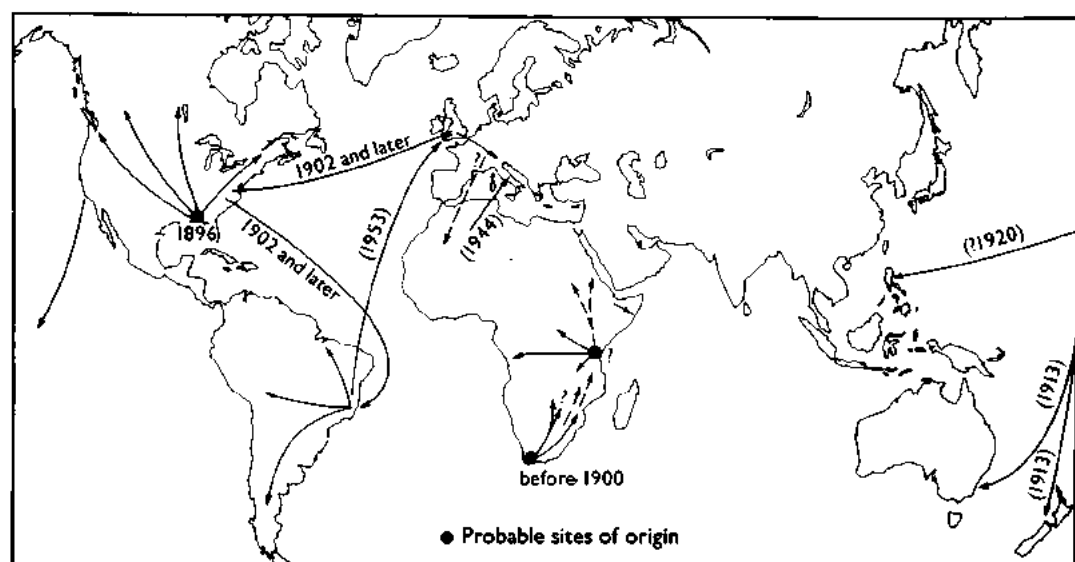 1902 and later
1896
1902 and later
(1953)
?
(1944)
(?1920)
?
?
(1913)
(1913)
before 1900
● Probable sites of origin